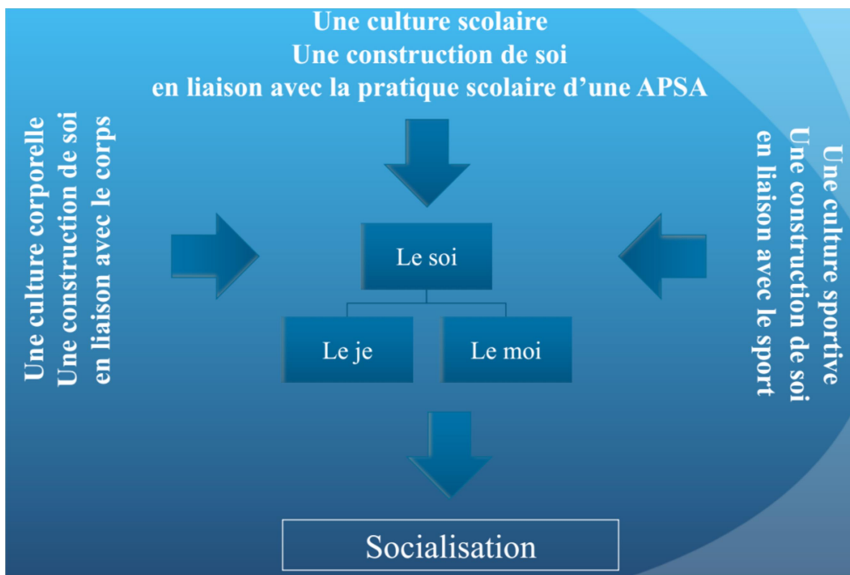 Une culture scolaire
Une construction de soi
en liaison avec la pratique scolaire d’une APSA
Une culture corporelle
Une construction de soi
en liaison avec le corps
Une culture sportive
Une construction de soi
en liaison avec le sport
Le soi
Le je
Le moi
Socialisation